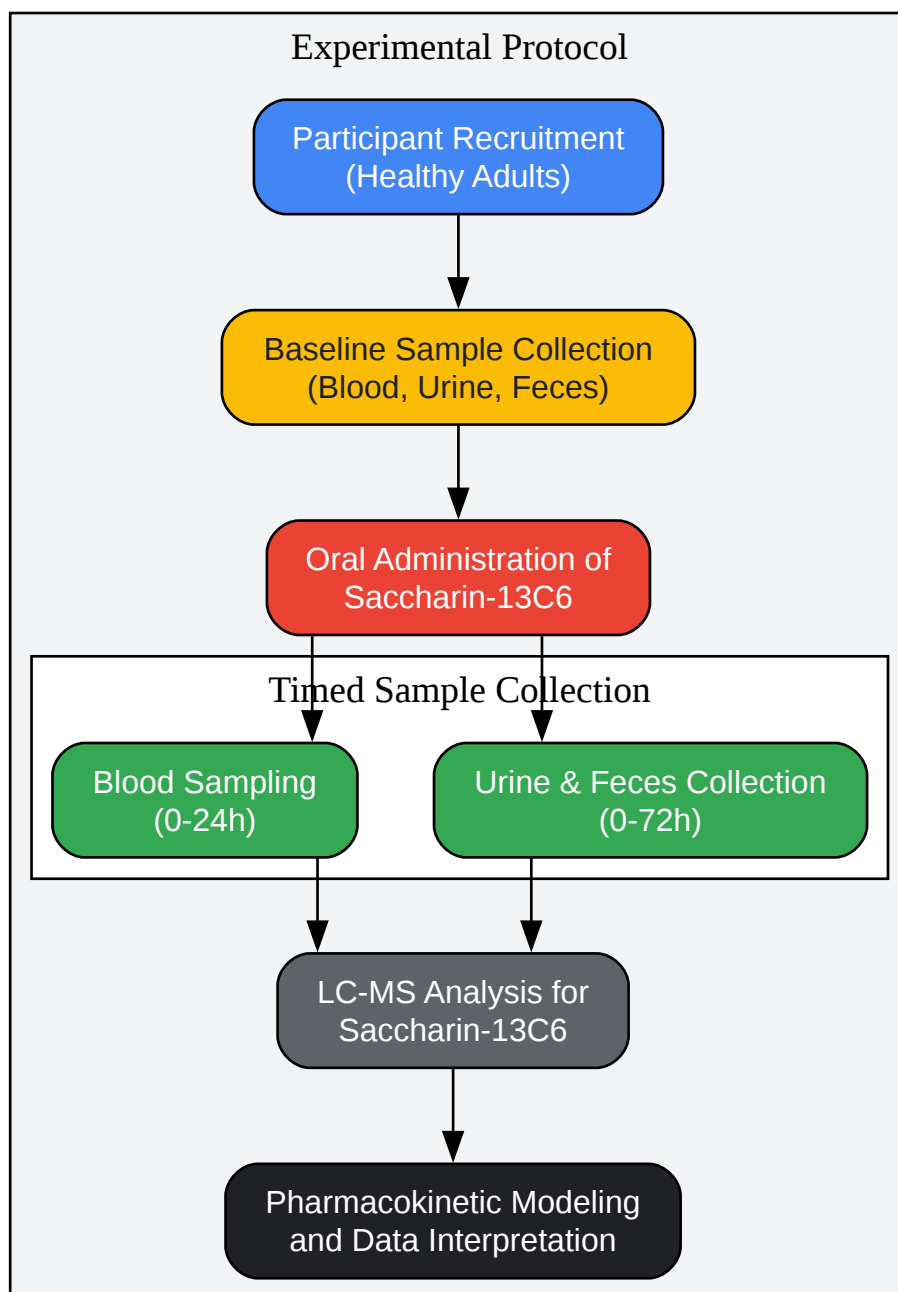 Experimental Protocol
Participant Recruitment
(Healthy Adults)
Baseline Sample Collection
(Blood, Urine, Feces)
Oral Administration of
Saccharin-13C6
Timed Sample Collection
Blood Sampling
(0-24h)
Urine & Feces Collection
(0-72h)
LC-MS Analysis for
Saccharin-13C6
Pharmacokinetic Modeling
and Data Interpretation